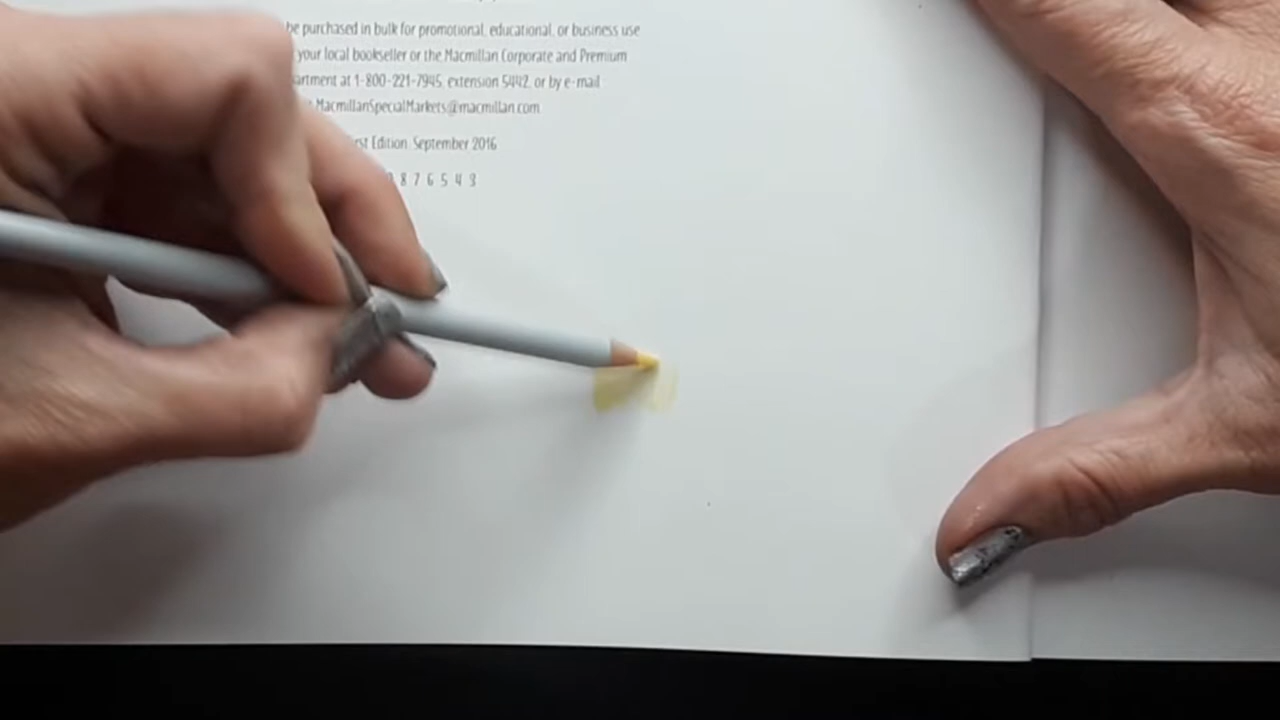 be purchased in bulk for promotional, educational, or business use
your local bookseller or the Macmillan Corporate and Premium
artment at 1-800-221-7945, extension 5442, or by e-mail
MacmillanSpecialMarkets@macmillan.com
rst Edition: September 2016
8 7 6 5 4 3